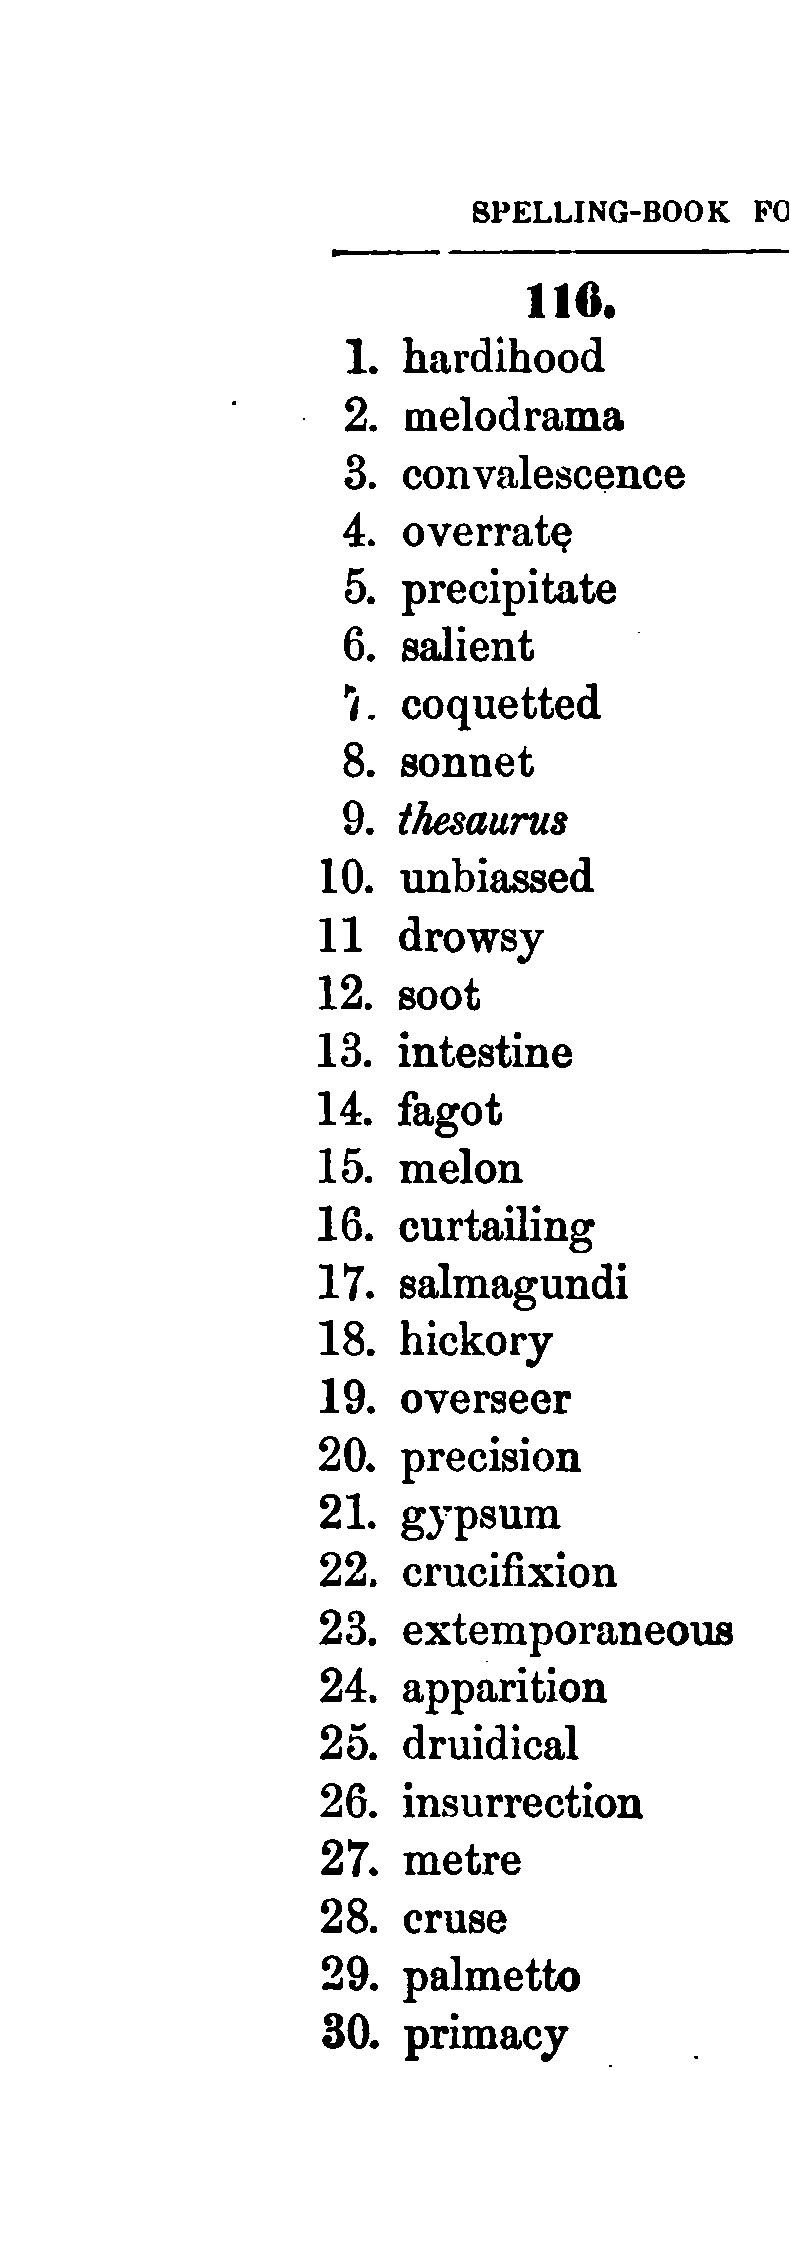 SPELLING-BOOK FO
116.
1. hardihood
2. melodrama
3. convalescence
4. overrate
5. precipitate
6. salient
7. coquetted
8. sonnet
9. thesaurus
10. unbiassed
11 drowsy
12. soot
13. intestine
14. fagot
15. melon
16. curtailing
17. salmagundi
18. hickory
19. overseer
20. precision
21. gypsum
22. crucifixion
23. extemporaneous
24. apparition
25. druidical
26. insurrection
27. metre
28. cruse
29. palmetto
30. primacy